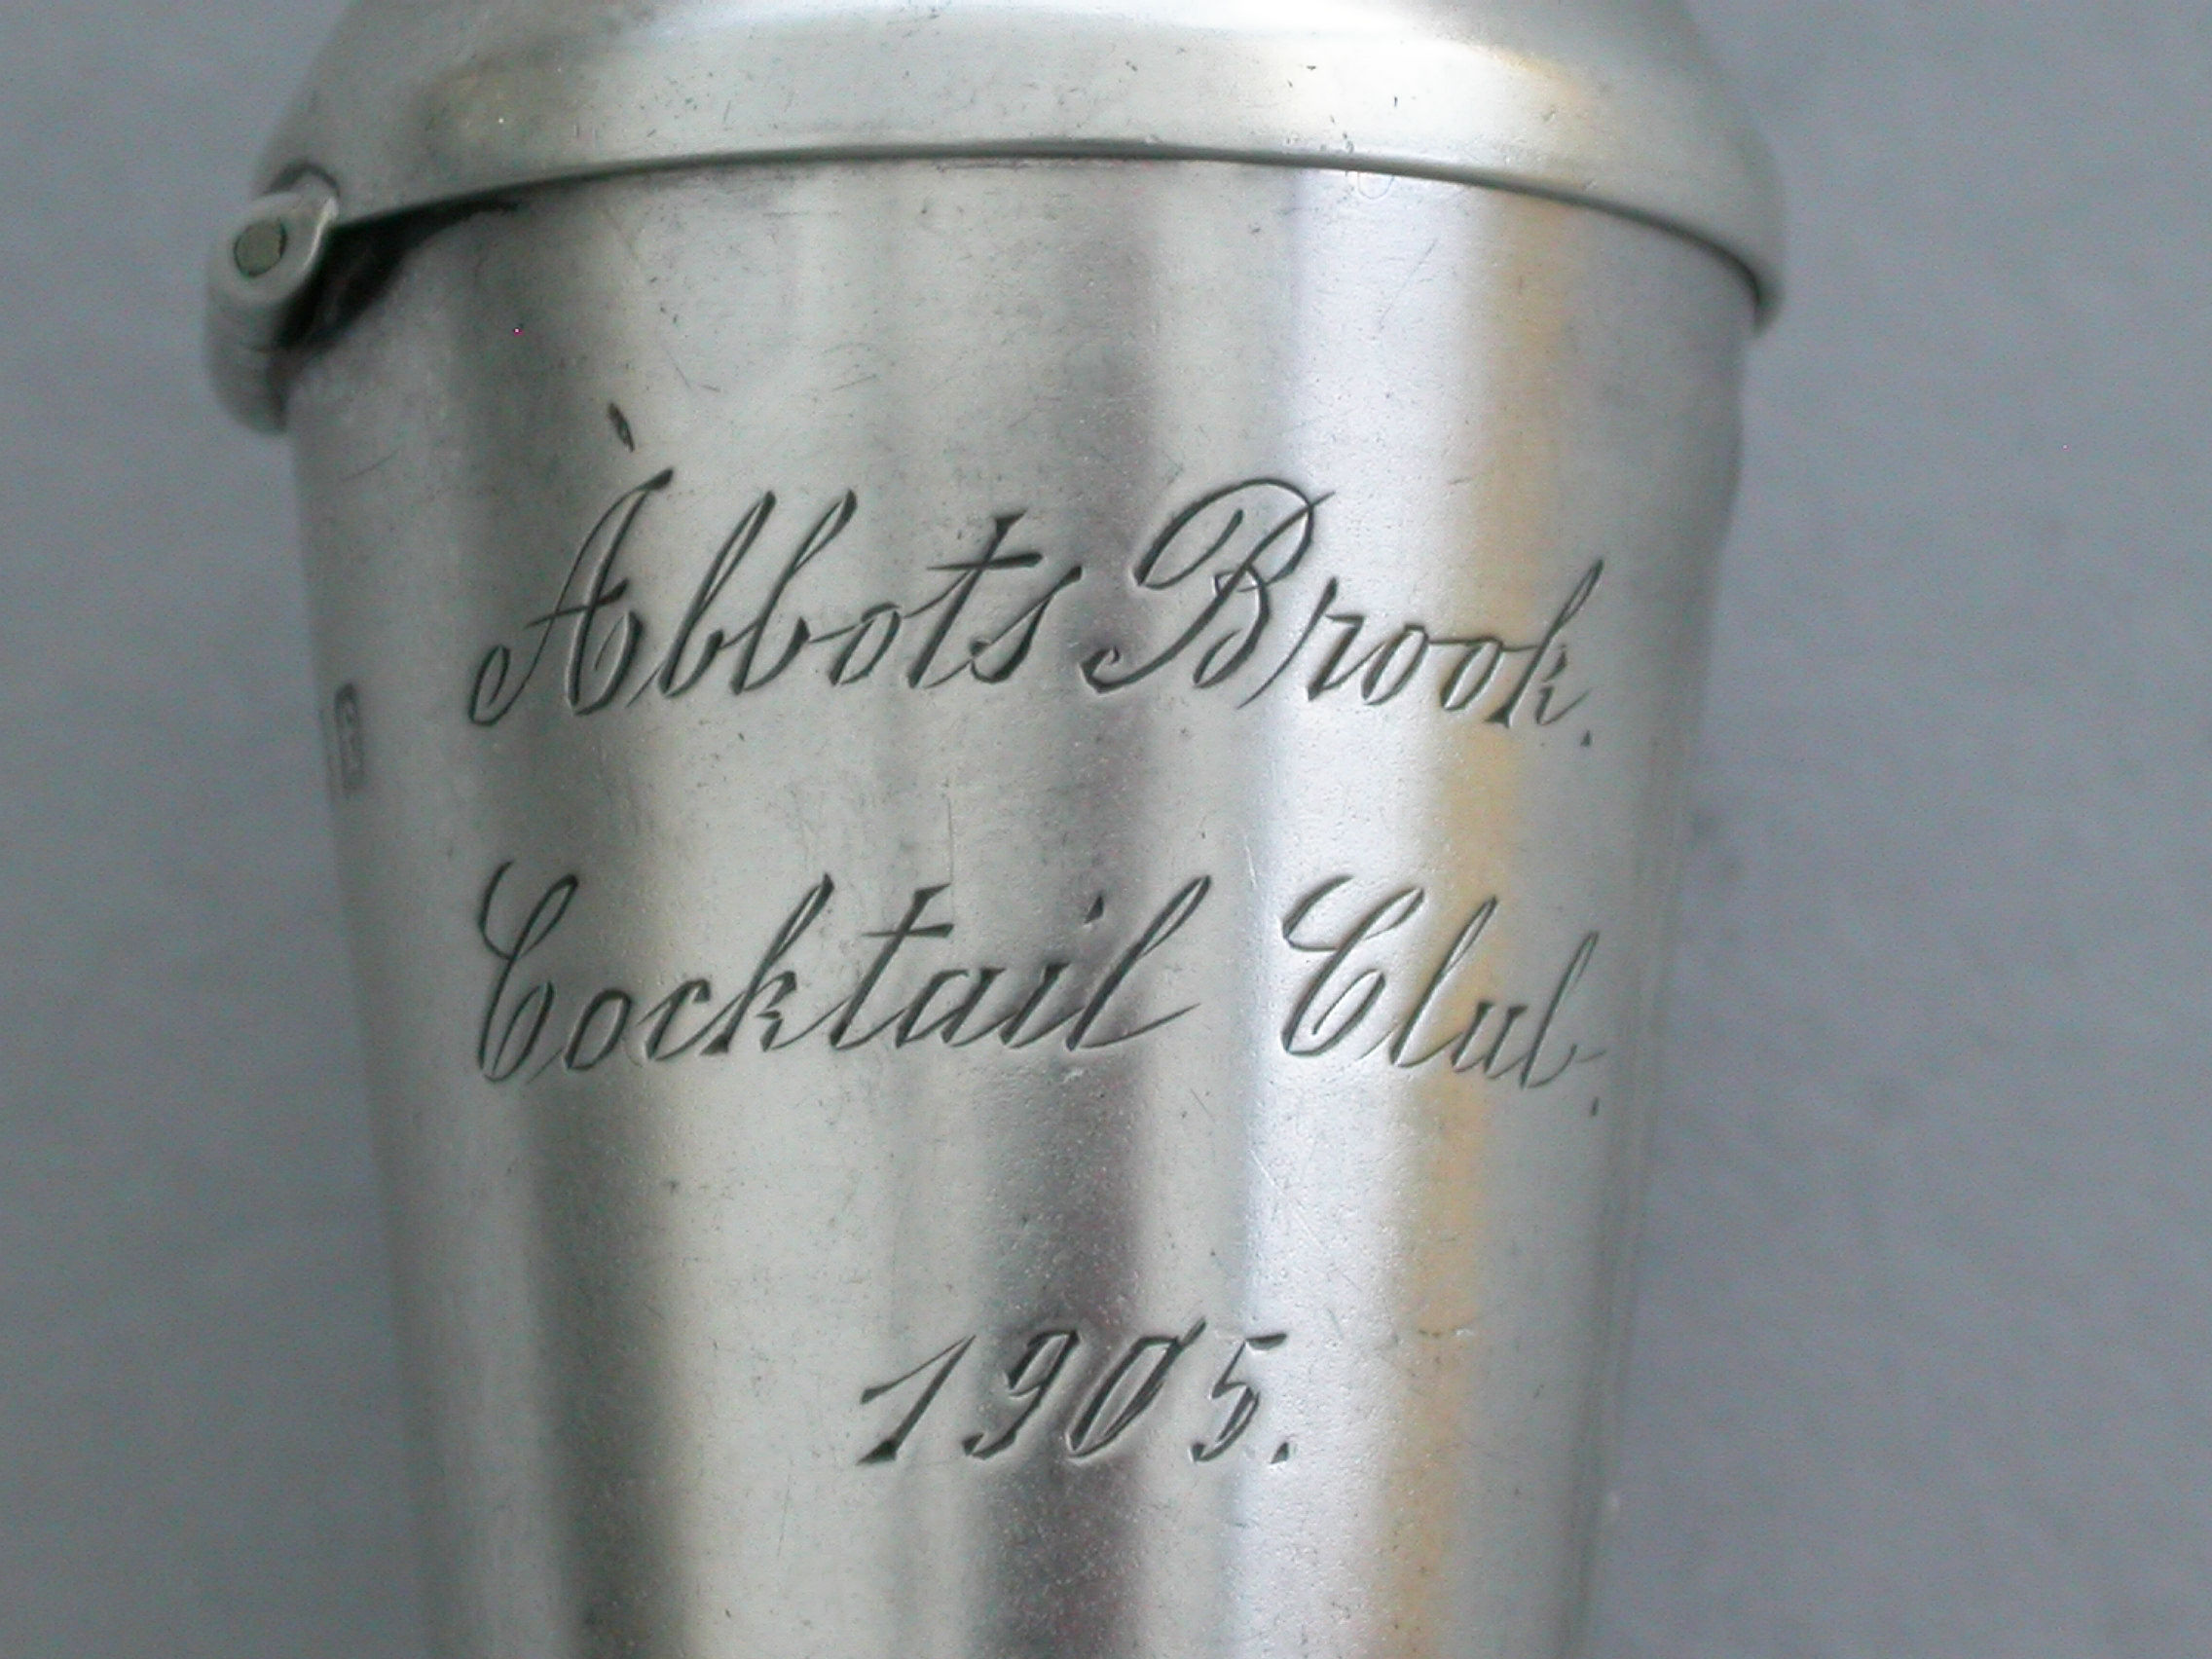 Abbots Brook.
Cocktail Club.
1905.